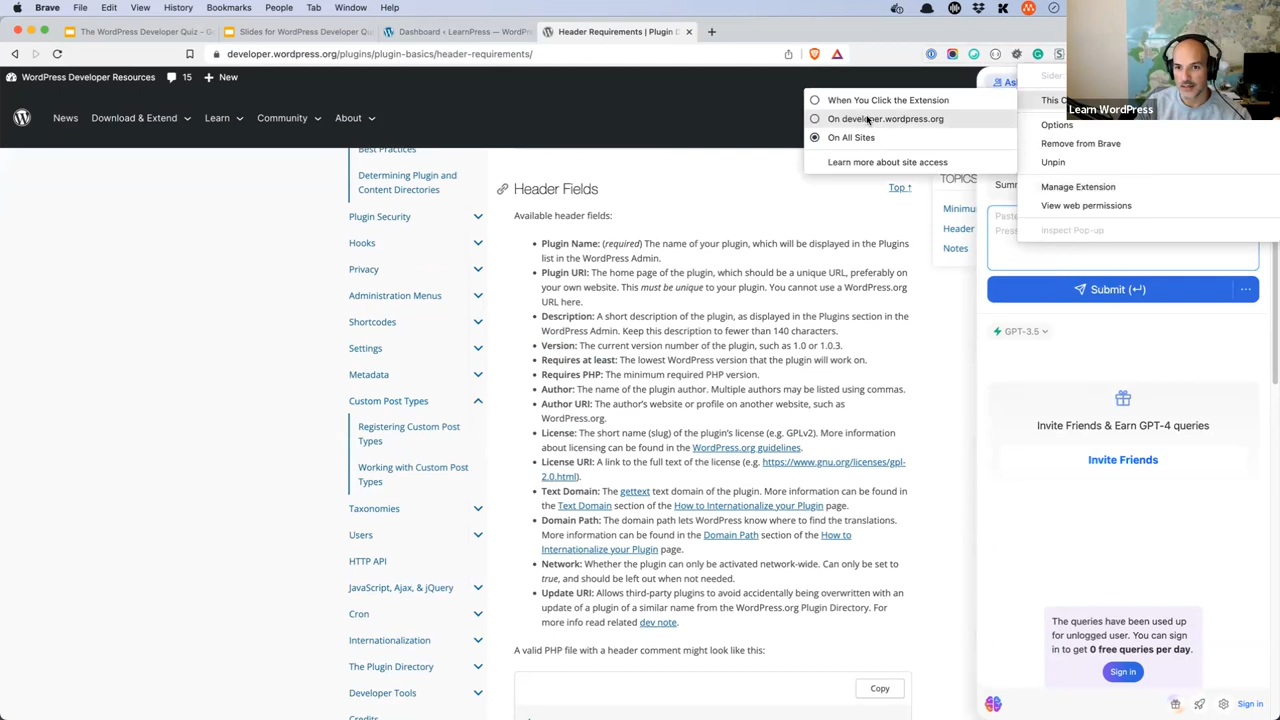 Brave File Edit View History Bookmarks People Tab Window Help
The WordPress Developer Quiz - G
Slides for WordPress Developer Q
Dashboard ‹ LearnPress — WordPr
Header Requirements | Plugin D
developer.wordpress.org/plugins/plugin-basics/header-requirements/
WordPress Developer Resources 15 New
News Download & Extend Learn Community About
Learn WordPress
When You Click the Extension
On developer.wordpress.org
On All Sites
Learn more about site access
Sider:
This C
Options
Remove from Brave
Unpin
Manage Extension
View web permissions
Inspect Pop-up
Best Practices
Determining Plugin and
Content Directories
Plugin Security
Hooks
Privacy
Administration Menus
Shortcodes
Settings
Metadata
Custom Post Types
Registering Custom Post
Types
Working with Custom Post
Types
Taxonomies
Users
HTTP API
JavaScript, Ajax, & jQuery
Cron
Internationalization
The Plugin Directory
Developer Tools
Credits
Header Fields
Top ↑
Available header fields:
Plugin Name: (required) The name of your plugin, which will be displayed in the Plugins
list in the WordPress Admin.
Plugin URI: The home page of the plugin, which should be a unique URL, preferably on
your own website. This must be unique to your plugin. You cannot use a WordPress.org
URL here.
Description: A short description of the plugin, as displayed in the Plugins section in the
WordPress Admin. Keep this description to fewer than 140 characters.
Version: The current version number of the plugin, such as 1.0 or 1.0.3.
Requires at least: The lowest WordPress version that the plugin will work on.
Requires PHP: The minimum required PHP version.
Author: The name of the plugin author. Multiple authors may be listed using commas.
Author URI: The author's website or profile on another website, such as
WordPress.org.
License: The short name (slug) of the plugin's license (e.g. GPLv2). More information
about licensing can be found in the WordPress.org guidelines.
License URI: A link to the full text of the license (e.g. https://www.gnu.org/licenses/gpl-
2.0.html).
Text Domain: The gettext text domain of the plugin. More information can be found in
the Text Domain section of the How to Internationalize your Plugin page.
Domain Path: The domain path lets WordPress know where to find the translations.
More information can be found in the Domain Path section of the How to
Internationalize your Plugin page.
Network: Whether the plugin can only be activated network-wide. Can only be set to
true, and should be left out when not needed.
Update URI: Allows third-party plugins to avoid accidentally being overwritten with an
update of a plugin of a similar name from the WordPress.org Plugin Directory. For
more info read related dev note.
A valid PHP file with a header comment might look like this:
Copy
TOPICS
Minimu
Header
Notes
As
Sum
Paste
Pres
Submit (↵) ...
GPT-3.5
Invite Friends & Earn GPT-4 queries
Invite Friends
The queries have been used up
for unlogged user. You can sign
in to get 0 free queries per day.
Sign in
Sign in